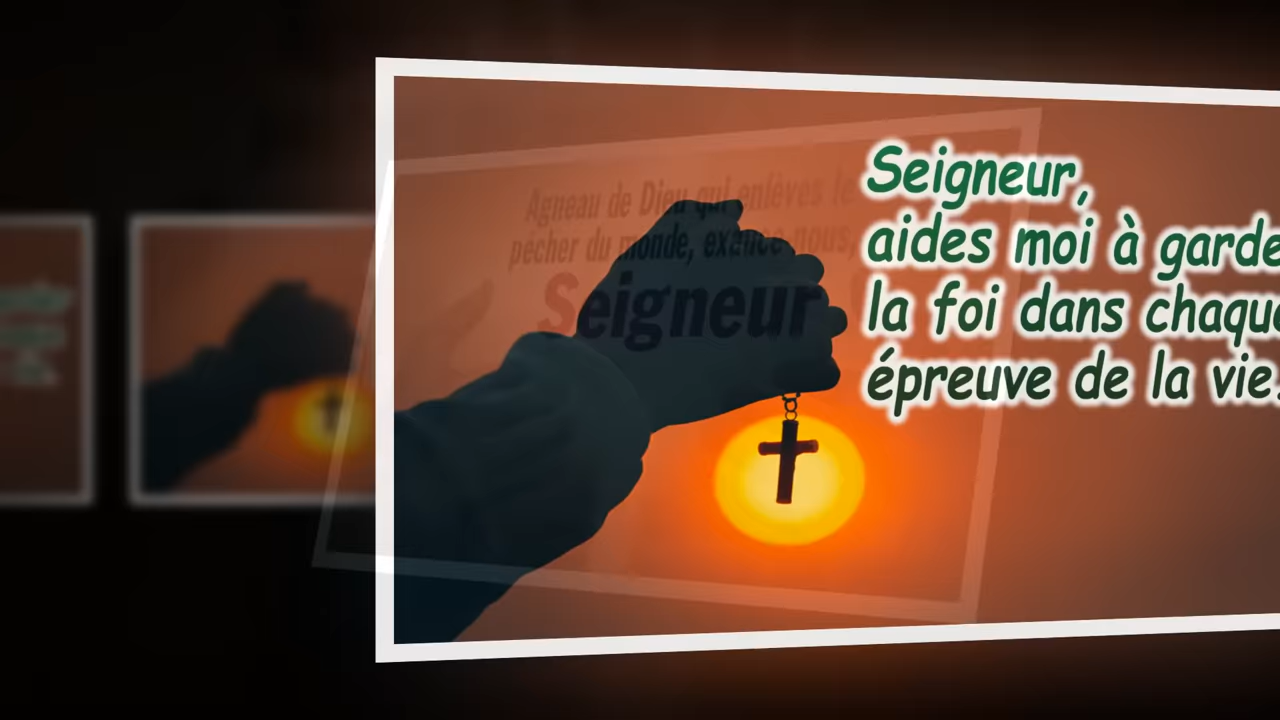 Seigneur,
aides moi à garde
la foi dans chaqu
épreuve de la vie.
Agneau de Dieu qui enlèves le
pécher du monde, exauce nous,
Seigneur